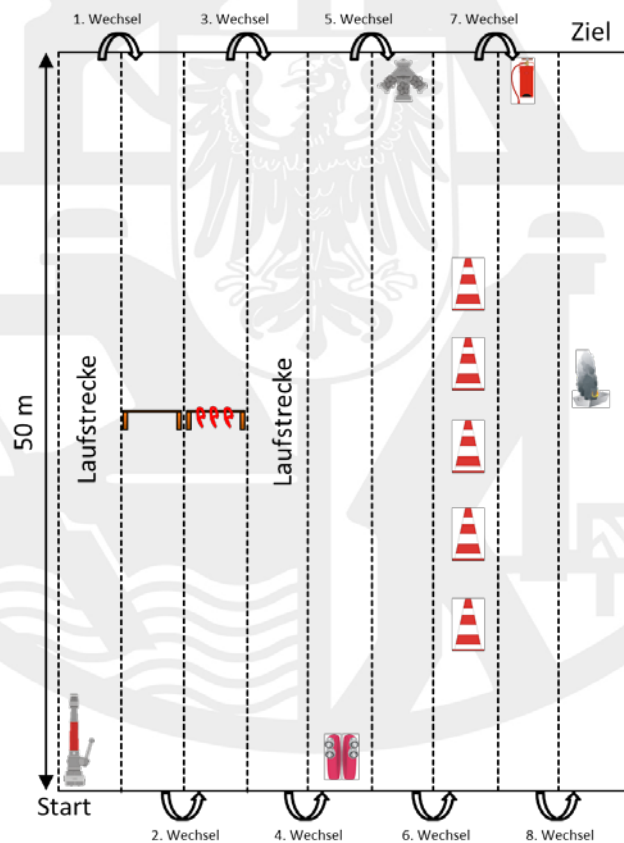 1. Wechsel
3. Wechsel
5. Wechsel
7. Wechsel
Ziel
50 m
Laufstrecke
Laufstrecke
Start
2. Wechsel
4. Wechsel
6. Wechsel
8. Wechsel